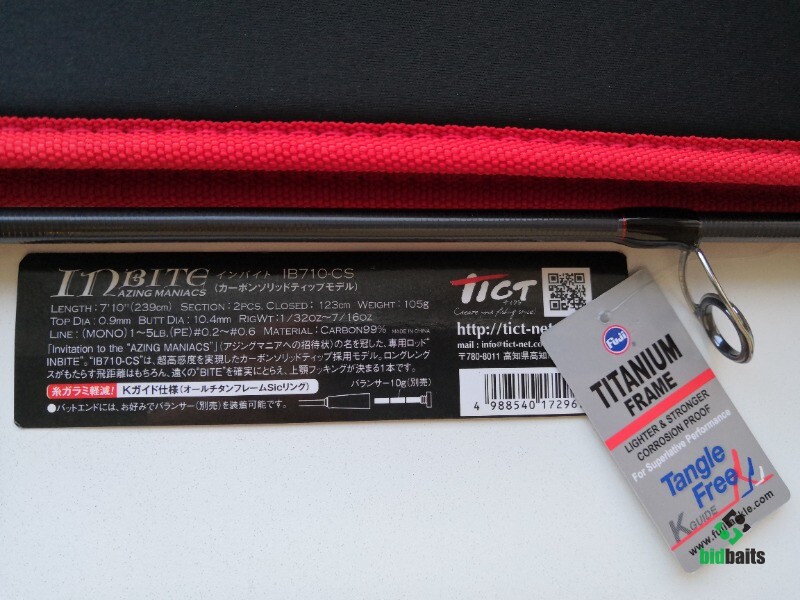 INBITE インバイト IB710-CS
AZING MANIACS (カーボンソリッドティップモデル)
LENGTH: 7'10" (239cm) SECTION: 2PCS. CLOSED: 123cm WEIGHT: 105g
TOP DIA: 0.9mm BUTT DIA: 10.4mm RIGWT: 1/32OZ~7/16OZ
LINE: (MONO) 1~5LB, (PE) #0.2~#0.6 MATERIAL: CARBON99% MADE IN CHINA
「Invitation to the "AZING MANIACS"」(アジングマニアへの招待状)の名を冠した、専用ロッド
INBITE"。"IB710-CS"は、超高感度を実現したカーボンソリッドティップ採用モデル。ロングレング
スがもたらす飛距離はもちろん、遠くの"BITE"を確実にとらえ、上顎フッキングが決まる1本です。
糸ガラミ軽減! Kガイド仕様(オールチタンフレームSicリング)
バランサー10g(別売)
●バットエンドには、お好みでバランサー(別売)を装着可能です。
TICT
ティクト
Create new fishing scene!
http://tict-net
mail : info@tict-net.co
〒780-8011 高知県高知
4 988540 17296
Fuji
TITANIUM
FRAME
LIGHTER & STRONGER
CORROSION PROOF
For Superlative Performance
Tangle
Free
K GUIDE
www.fuji kle.com
bidbaits